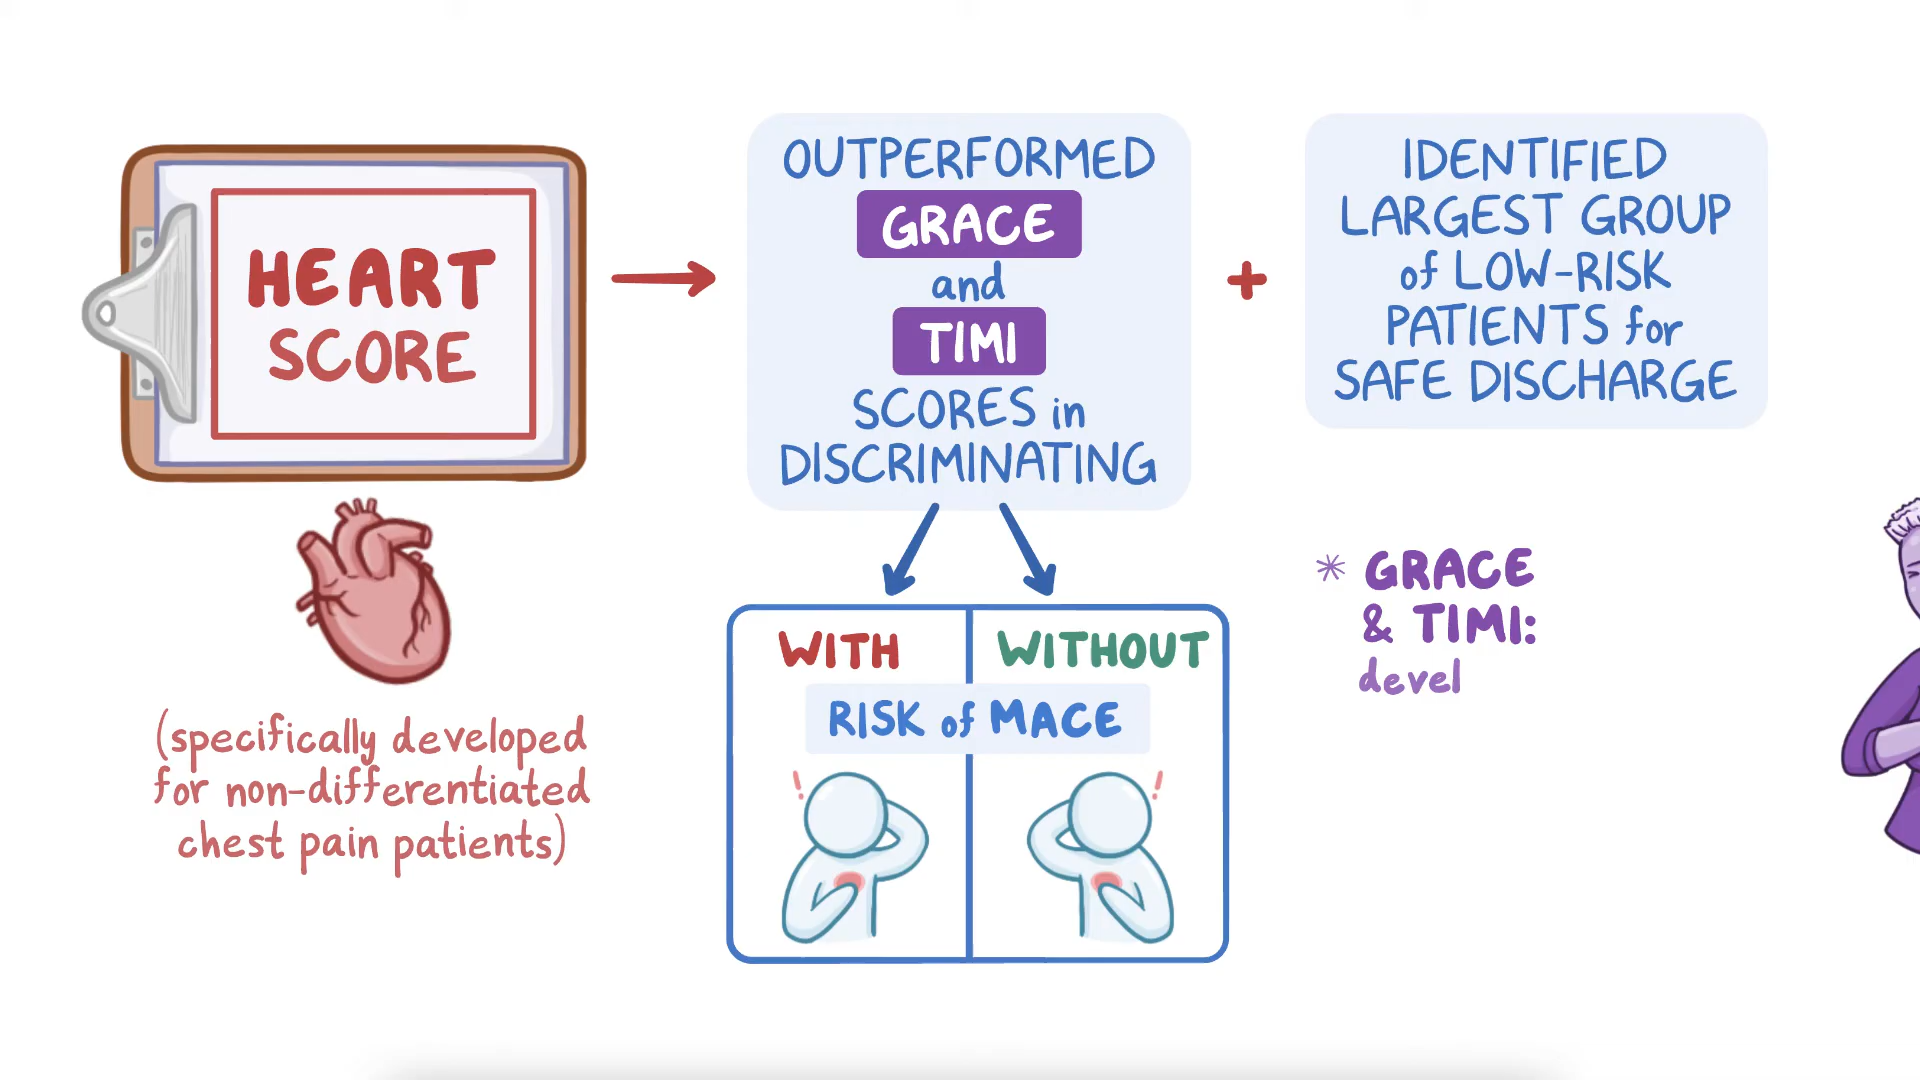 HEART
SCORE
(specifically developed
for non-differentiated
chest pain patients)
OUTPERFORMED
GRACE
and
TIMI
SCORES in
DISCRIMINATING
WITH
WITHOUT
RISK of MACE
+
IDENTIFIED
LARGEST GROUP
of LOW-RISK
PATIENTS for
SAFE DISCHARGE
* GRACE
& TIMI:
devel